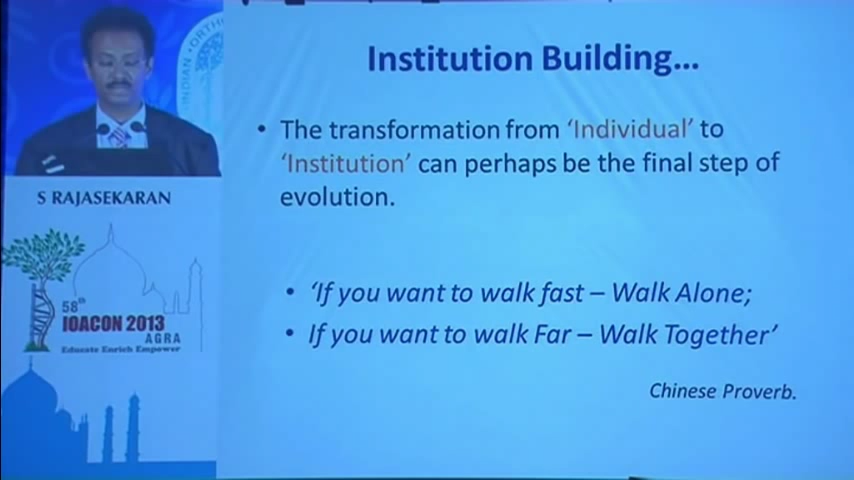 Institution Building...
• The transformation from ‘Individual’ to
‘Institution’ can perhaps be the final step of
evolution.
• ‘If you want to walk fast – Walk Alone;
• If you want to walk Far – Walk Together’
Chinese Proverb.
INDIAN ORTHO
S RAJASEKARAN
58th
IOACON 2013
AGRA
Educate Enrich Empower